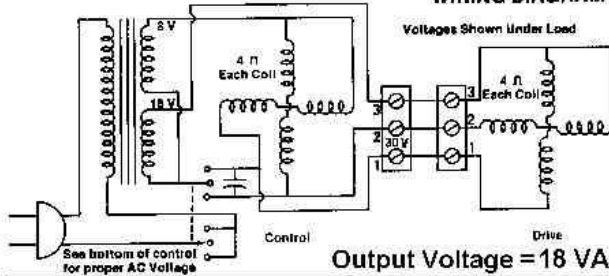 Voltages Shown Under Load
8 V
4 Ω
Each Coil
18 V
3
2
30 V
1
3
2
1
4 Ω
Each Coil
Control
Drive
See bottom of control
for proper AC Voltage
Output Voltage = 18 VA